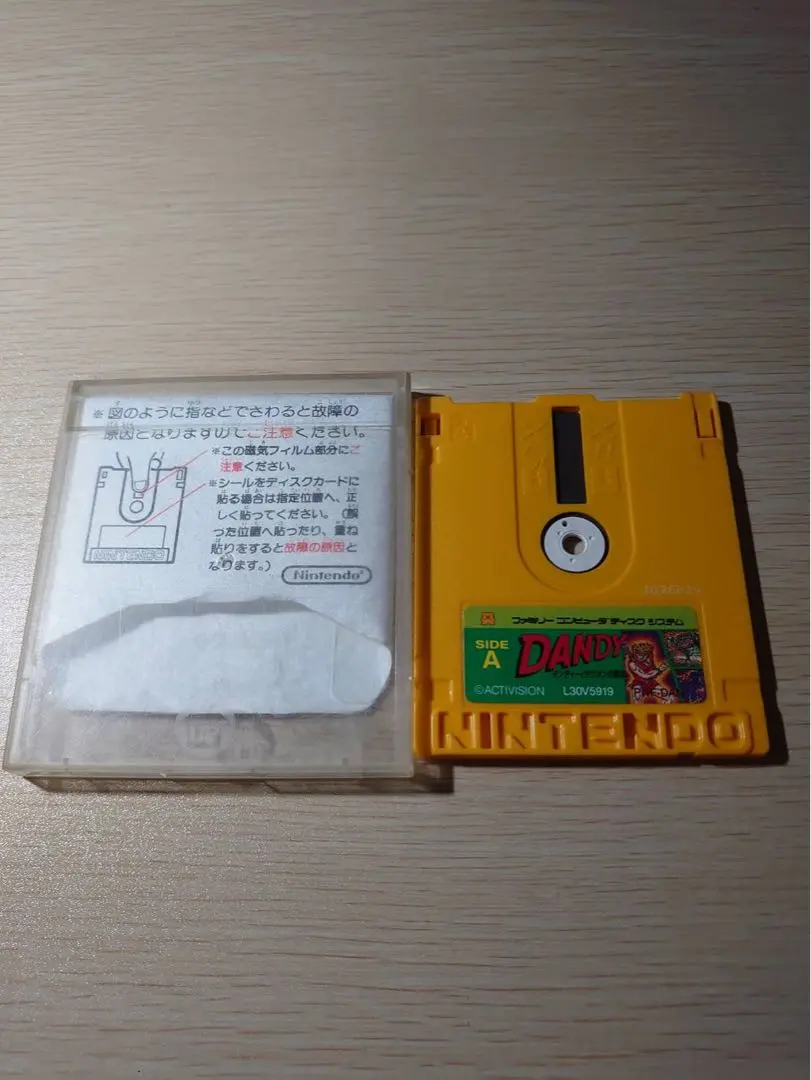 ※図のように指などでさわると故障の
原因となりますのでご注意ください。
※この磁気フィルム部分にご
注意ください。
※シールをディスクカードに
貼る場合は指定位置へ、正
しく貼ってください。(誤
った位置へ貼ったり、重ね
貼りをすると故障の原因と
なります。)
NINTENDO
Nintendo®
ファミリー コンピュータ ディスク システム
SIDE
A
DANDY
©ACTIVISION L30V5919
NINTENDO